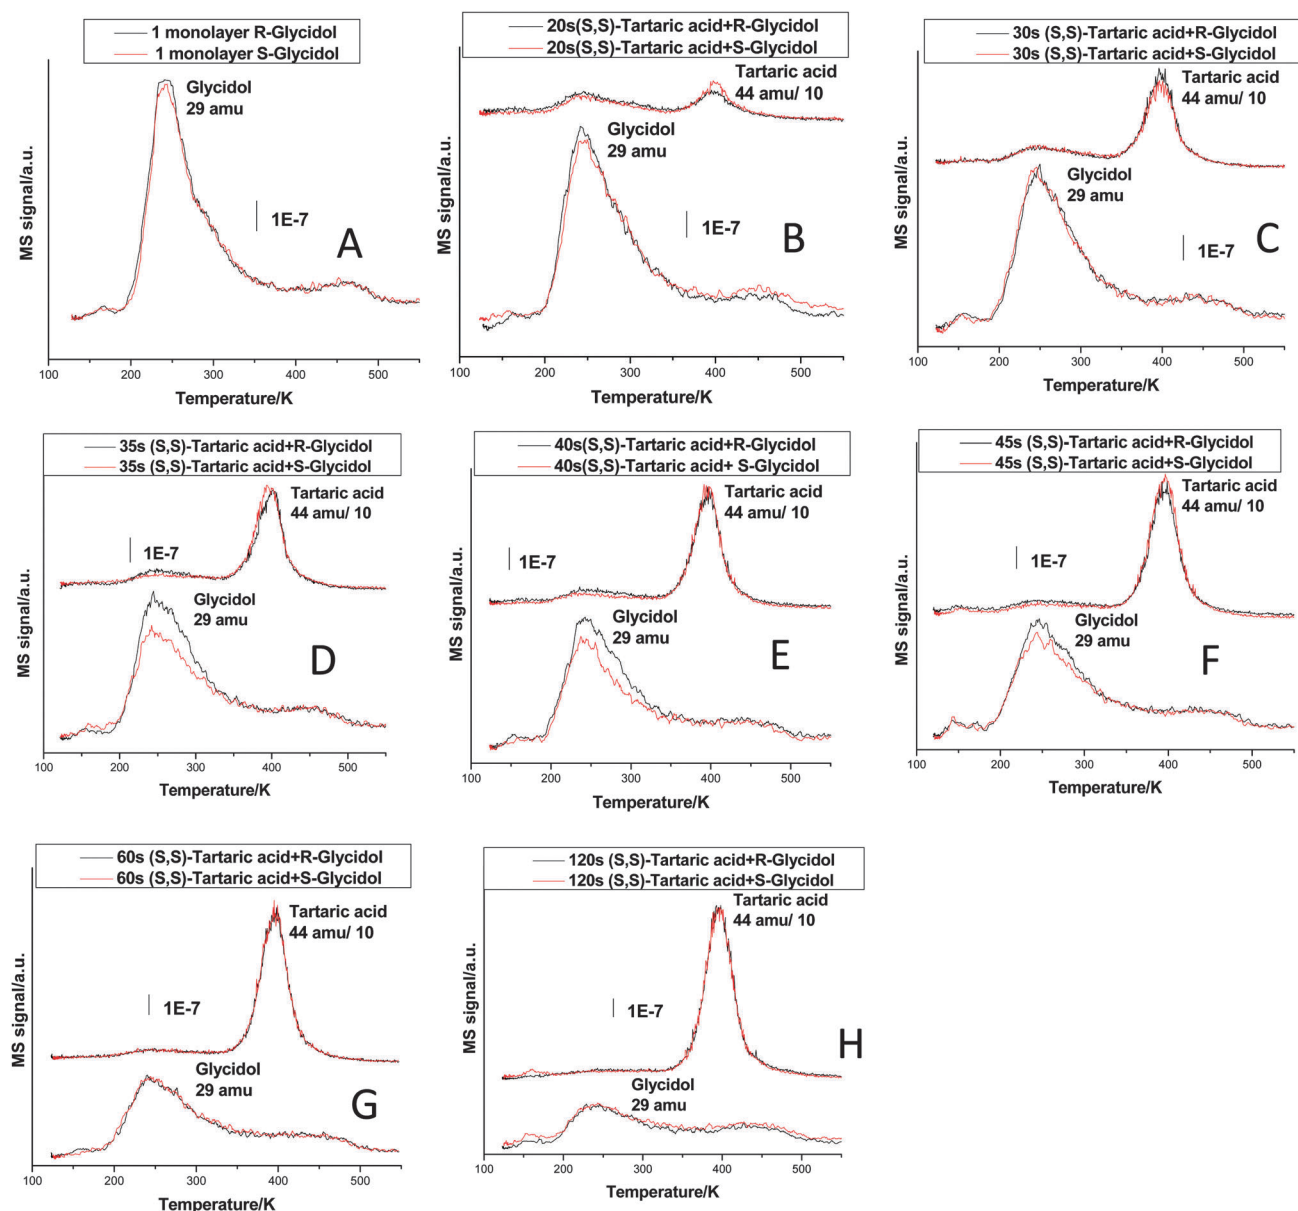 1 monolayer R-Glycidol
1 monolayer S-Glycidol
Glycidol
29 amu
1E-7
A
MS signal/a.u.
100 200 300 400 500
Temperature/K
20s(S,S)-Tartaric acid+R-Glycidol
20s(S,S)-Tartaric acid+S-Glycidol
Tartaric acid
44 amu/ 10
Glycidol
29 amu
1E-7
B
MS signal/a.u.
100 200 300 400 500
Temperature/K
30s (S,S)-Tartaric acid+R-Glycidol
30s (S,S)-Tartaric acid+S-Glycidol
Tartaric acid
44 amu/ 10
Glycidol
29 amu
1E-7
C
MS signal/a.u.
100 200 300 400 500
Temperature/K
35s (S,S)-Tartaric acid+R-Glycidol
35s (S,S)-Tartaric acid+S-Glycidol
Tartaric acid
44 amu/ 10
1E-7
Glycidol
29 amu
D
MS signal/a.u.
100 200 300 400 500
Temperature/K
40s(S,S)-Tartaric acid+R-Glycidol
40s(S,S)-Tartaric acid+ S-Glycidol
Tartaric acid
44 amu/ 10
1E-7
Glycidol
29 amu
E
MS signal/a.u.
100 200 300 400 500
Temperature/K
45s (S,S)-Tartaric acid+R-Glycidol
45s (S,S)-Tartaric acid+S-Glycidol
Tartaric acid
44 amu/ 10
1E-7
Glycidol
29 amu
F
MS signal/a.u.
100 200 300 400 500
Temperature/K
60s (S,S)-Tartaric acid+R-Glycidol
60s (S,S)-Tartaric acid+S-Glycidol
Tartaric acid
44 amu/ 10
1E-7
Glycidol
29 amu
G
MS signal/a.u.
100 200 300 400 500
Temperature/K
120s (S,S)-Tartaric acid+R-Glycidol
120s (S,S)-Tartaric acid+S-Glycidol
Tartaric acid
44 amu/ 10
1E-7
Glycidol
29 amu
H
MS signal/a.u.
100 200 300 400 500
Temperature/K